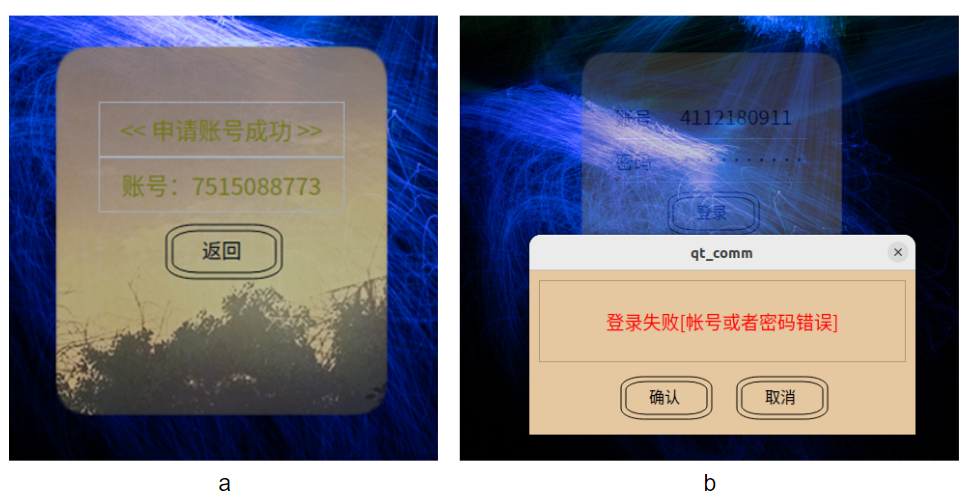 << 申请账号成功 >>
账号：7515088773
返回
账号 4112180911
密码 ··········
登录
qt_comm
登录失败[帐号或者密码错误]
确认 取消
a
b